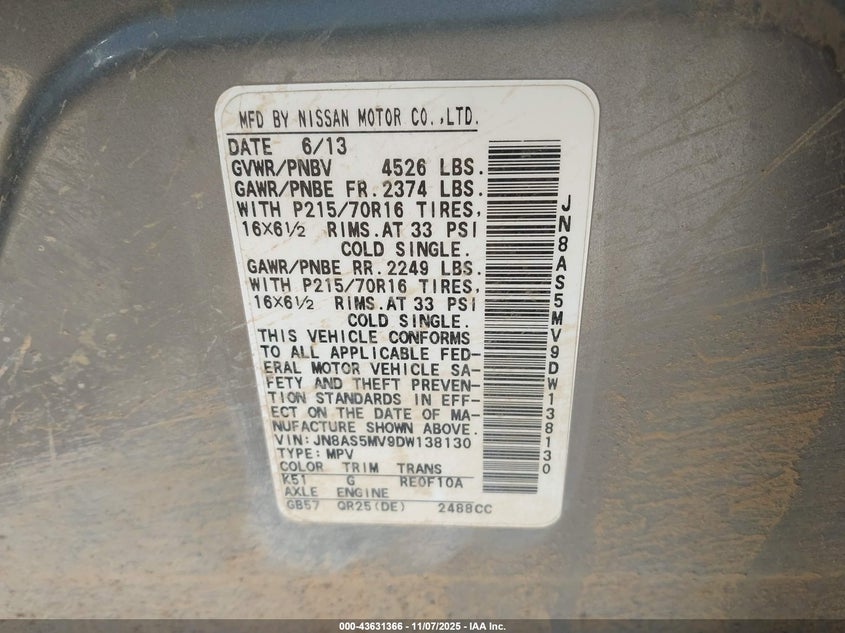 MFD BY NISSAN MOTOR CO.,LTD.
DATE 6/13
GVWR/PNBV 4526 LBS.
GAWR/PNBE FR.2374 LBS.
WITH P215/70R16 TIRES,
16X6½ RIMS.AT 33 PSI
COLD SINGLE.
GAWR/PNBE RR.2249 LBS.
WITH P215/70R16 TIRES,
16X6½ RIMS.AT 33 PSI
COLD SINGLE.
THIS VEHICLE CONFORMS
TO ALL APPLICABLE FED-
ERAL MOTOR VEHICLE SA-
FETY AND THEFT PREVEN-
TION STANDARDS IN EFF-
ECT ON THE DATE OF MA-
NUFACTURE SHOWN ABOVE.
VIN:JN8AS5MV9DW138130
TYPE:MPV
COLOR TRIM TRANS
K51 G RE0F10A
AXLE ENGINE
GB57 QR25(DE) 2488CC
JN8AS5MV9DW138130
000-43631366 | 11/07/2025 | IAA Inc.